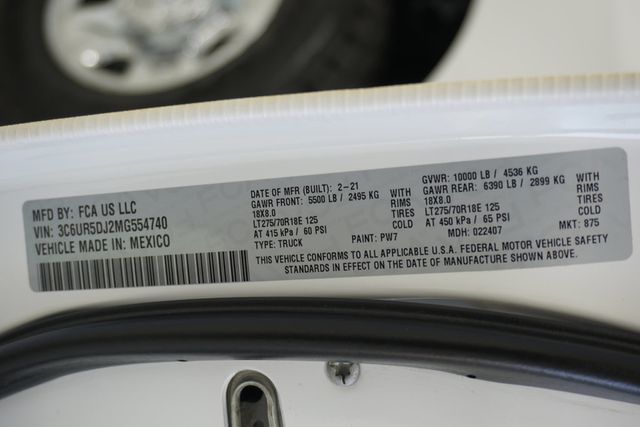 MFD BY: FCA US LLC
VIN: 3C6UR5DJ2MG554740
VEHICLE MADE IN: MEXICO
DATE OF MFR (BUILT): 2-21
GAWR FRONT: 5500 LB / 2495 KG WITH
18X8.0 RIMS
LT275/70R18E 125 TIRES
AT 415 kPa / 60 PSI COLD
TYPE: TRUCK PAINT: PW7
GVWR: 10000 LB / 4536 KG
GAWR REAR: 6390 LB / 2899 KG WITH
18X8.0 RIMS
LT275/70R18E 125 TIRES
AT 450 kPa / 65 PSI COLD
MDH: 022407 MKT: 875
THIS VEHICLE CONFORMS TO ALL APPLICABLE U.S.A. FEDERAL MOTOR VEHICLE SAFETY
STANDARDS IN EFFECT ON THE DATE OF MANUFACTURE SHOWN ABOVE.